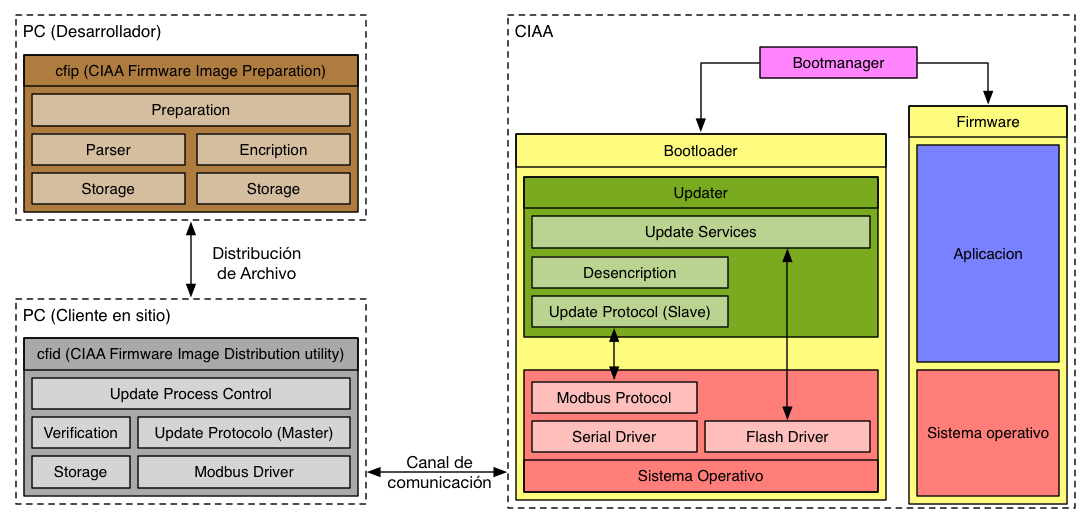 PC (Desarrollador)
cfip (CIAA Firmware Image Preparation)
Preparation
Parser
Encription
Storage
Storage
Distribución
de Archivo
PC (Cliente en sitio)
cfid (CIAA Firmware Image Distribution utility)
Update Process Control
Verification
Update Protocolo (Master)
Storage
Modbus Driver
Canal de
comunicación
CIAA
Bootmanager
Bootloader
Updater
Update Services
Desencription
Update Protocol (Slave)
Modbus Protocol
Serial Driver
Flash Driver
Sistema Operativo
Firmware
Aplicacion
Sistema operativo